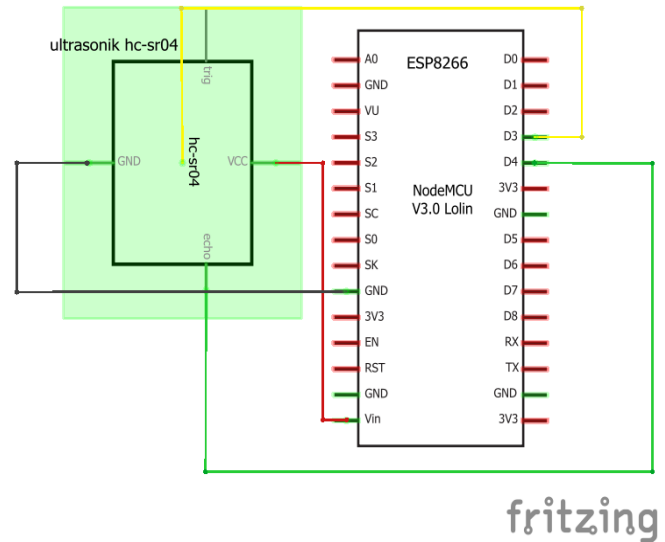 ultrasonik hc-sr04
trig
GND
hc-sr04
VCC
echo
ESP8266
NodeMCU
V3.0 Lolin
A0
GND
VU
S3
S2
S1
SC
S0
SK
GND
3V3
EN
RST
GND
Vin
D0
D1
D2
D3
D4
3V3
GND
D5
D6
D7
D8
RX
TX
GND
3V3
fritzing